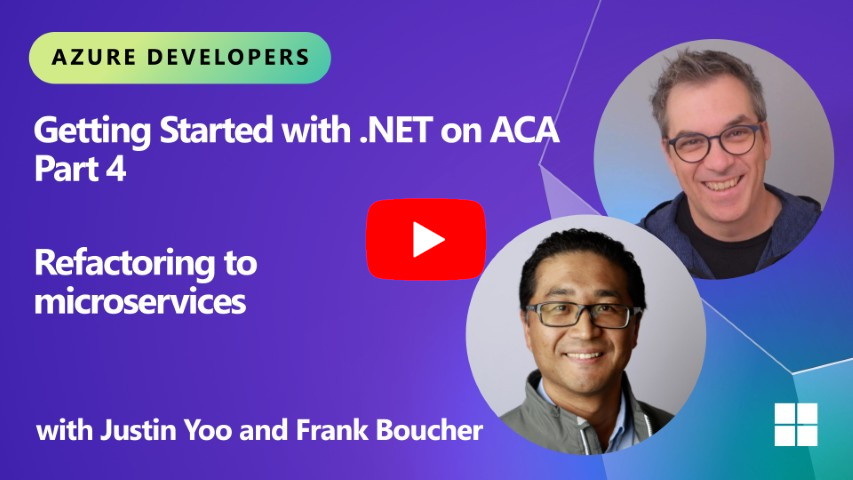 AZURE DEVELOPERS
Getting Started with .NET on ACA
Part 4
Refactoring to
microservices
with Justin Yoo and Frank Boucher